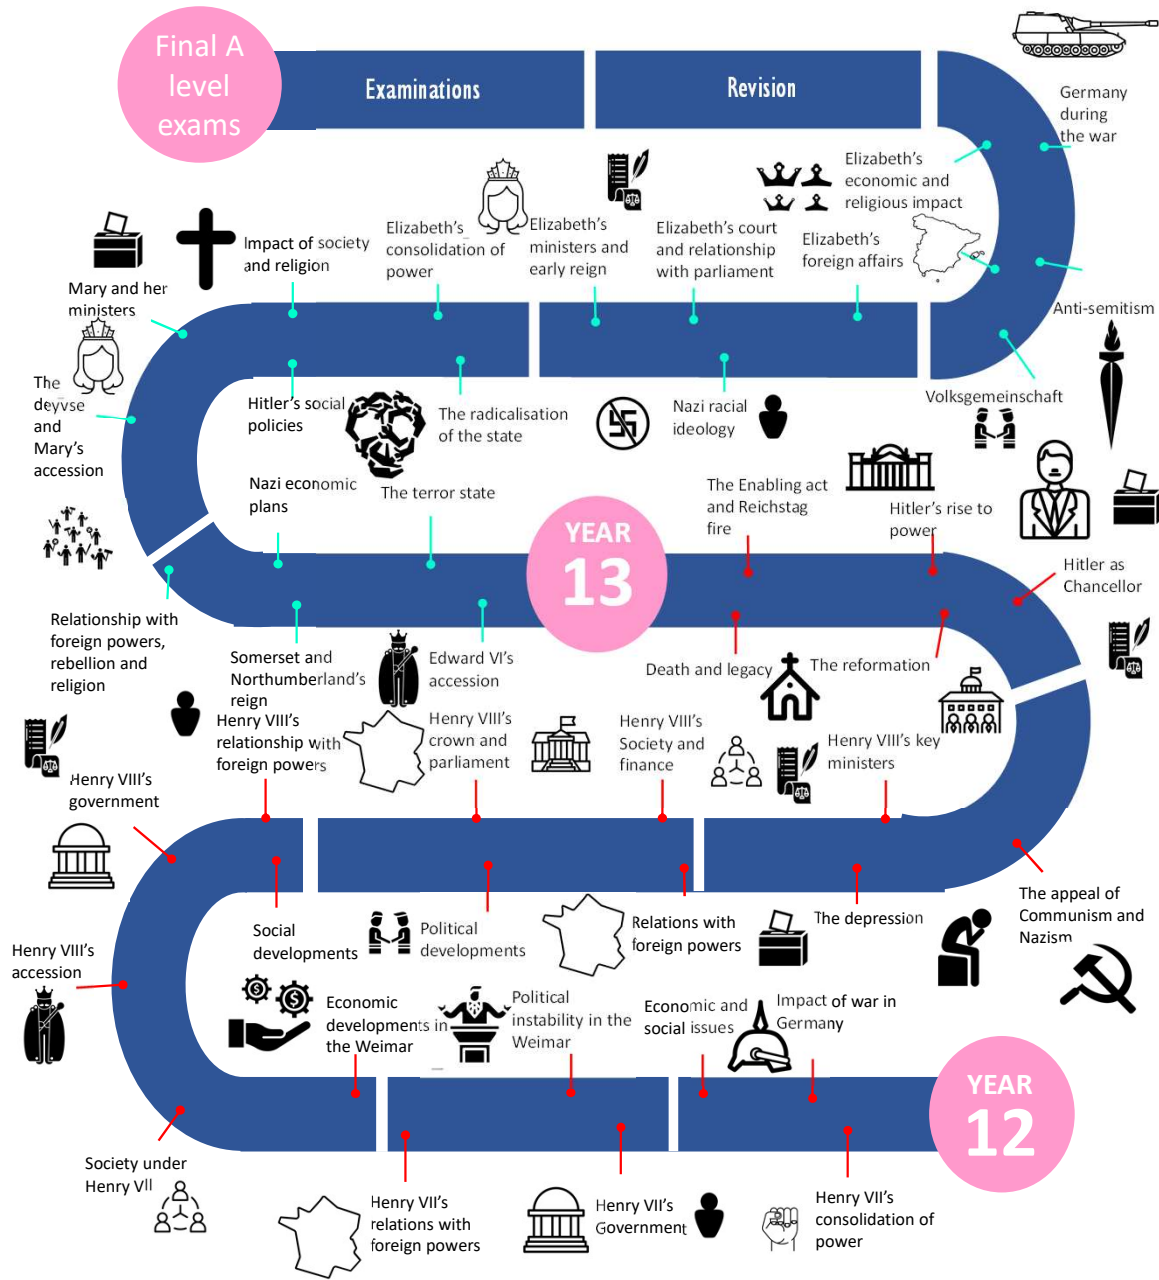 Final A
level
exams
Examinations
Revision
Germany
during
the war
Elizabeth's
economic and
religious impact
Elizabeth's
foreign affairs
Elizabeth's court
and relationship
with parliament
Elizabeth's
ministers and
early reign
Elizabeth's
consolidation of
power
Impact of society
and religion
Mary and her
ministers
The
and
Mary's
accession
Anti-semitism
Volksgemeinschaft
Nazi racial
ideology
The radicalisation
of the state
Hitler's social
policies
Nazi economic
plans
The terror state
YEAR
13
The Enabling act
and Reichstag
fire
Hitler's rise to
power
Hitler as
Chancellor
Relationship with
foreign powers,
rebellion and
religion
Somerset and
Northumberland's
reign
Edward VI's
accession
Death and legacy
The reformation
Henry VIII's
relationship with
foreign powers
Henry VIII's
crown and
parliament
Henry VIII's
Society and
finance
Henry VIII's key
ministers
Henry VIII's
government
Henry VIII's
accession
Social
developments
Political
developments
Relations with
foreign powers
The depression
The appeal of
Communism and
Nazism
Economic
developments in
the Weimar
Political
instability in the
Weimar
Economic and
social issues
Impact of war in
Germany
YEAR
12
Society under
Henry VII
Henry VII's
relations with
foreign powers
Henry VII's
Government
Henry VII's
consolidation of
power